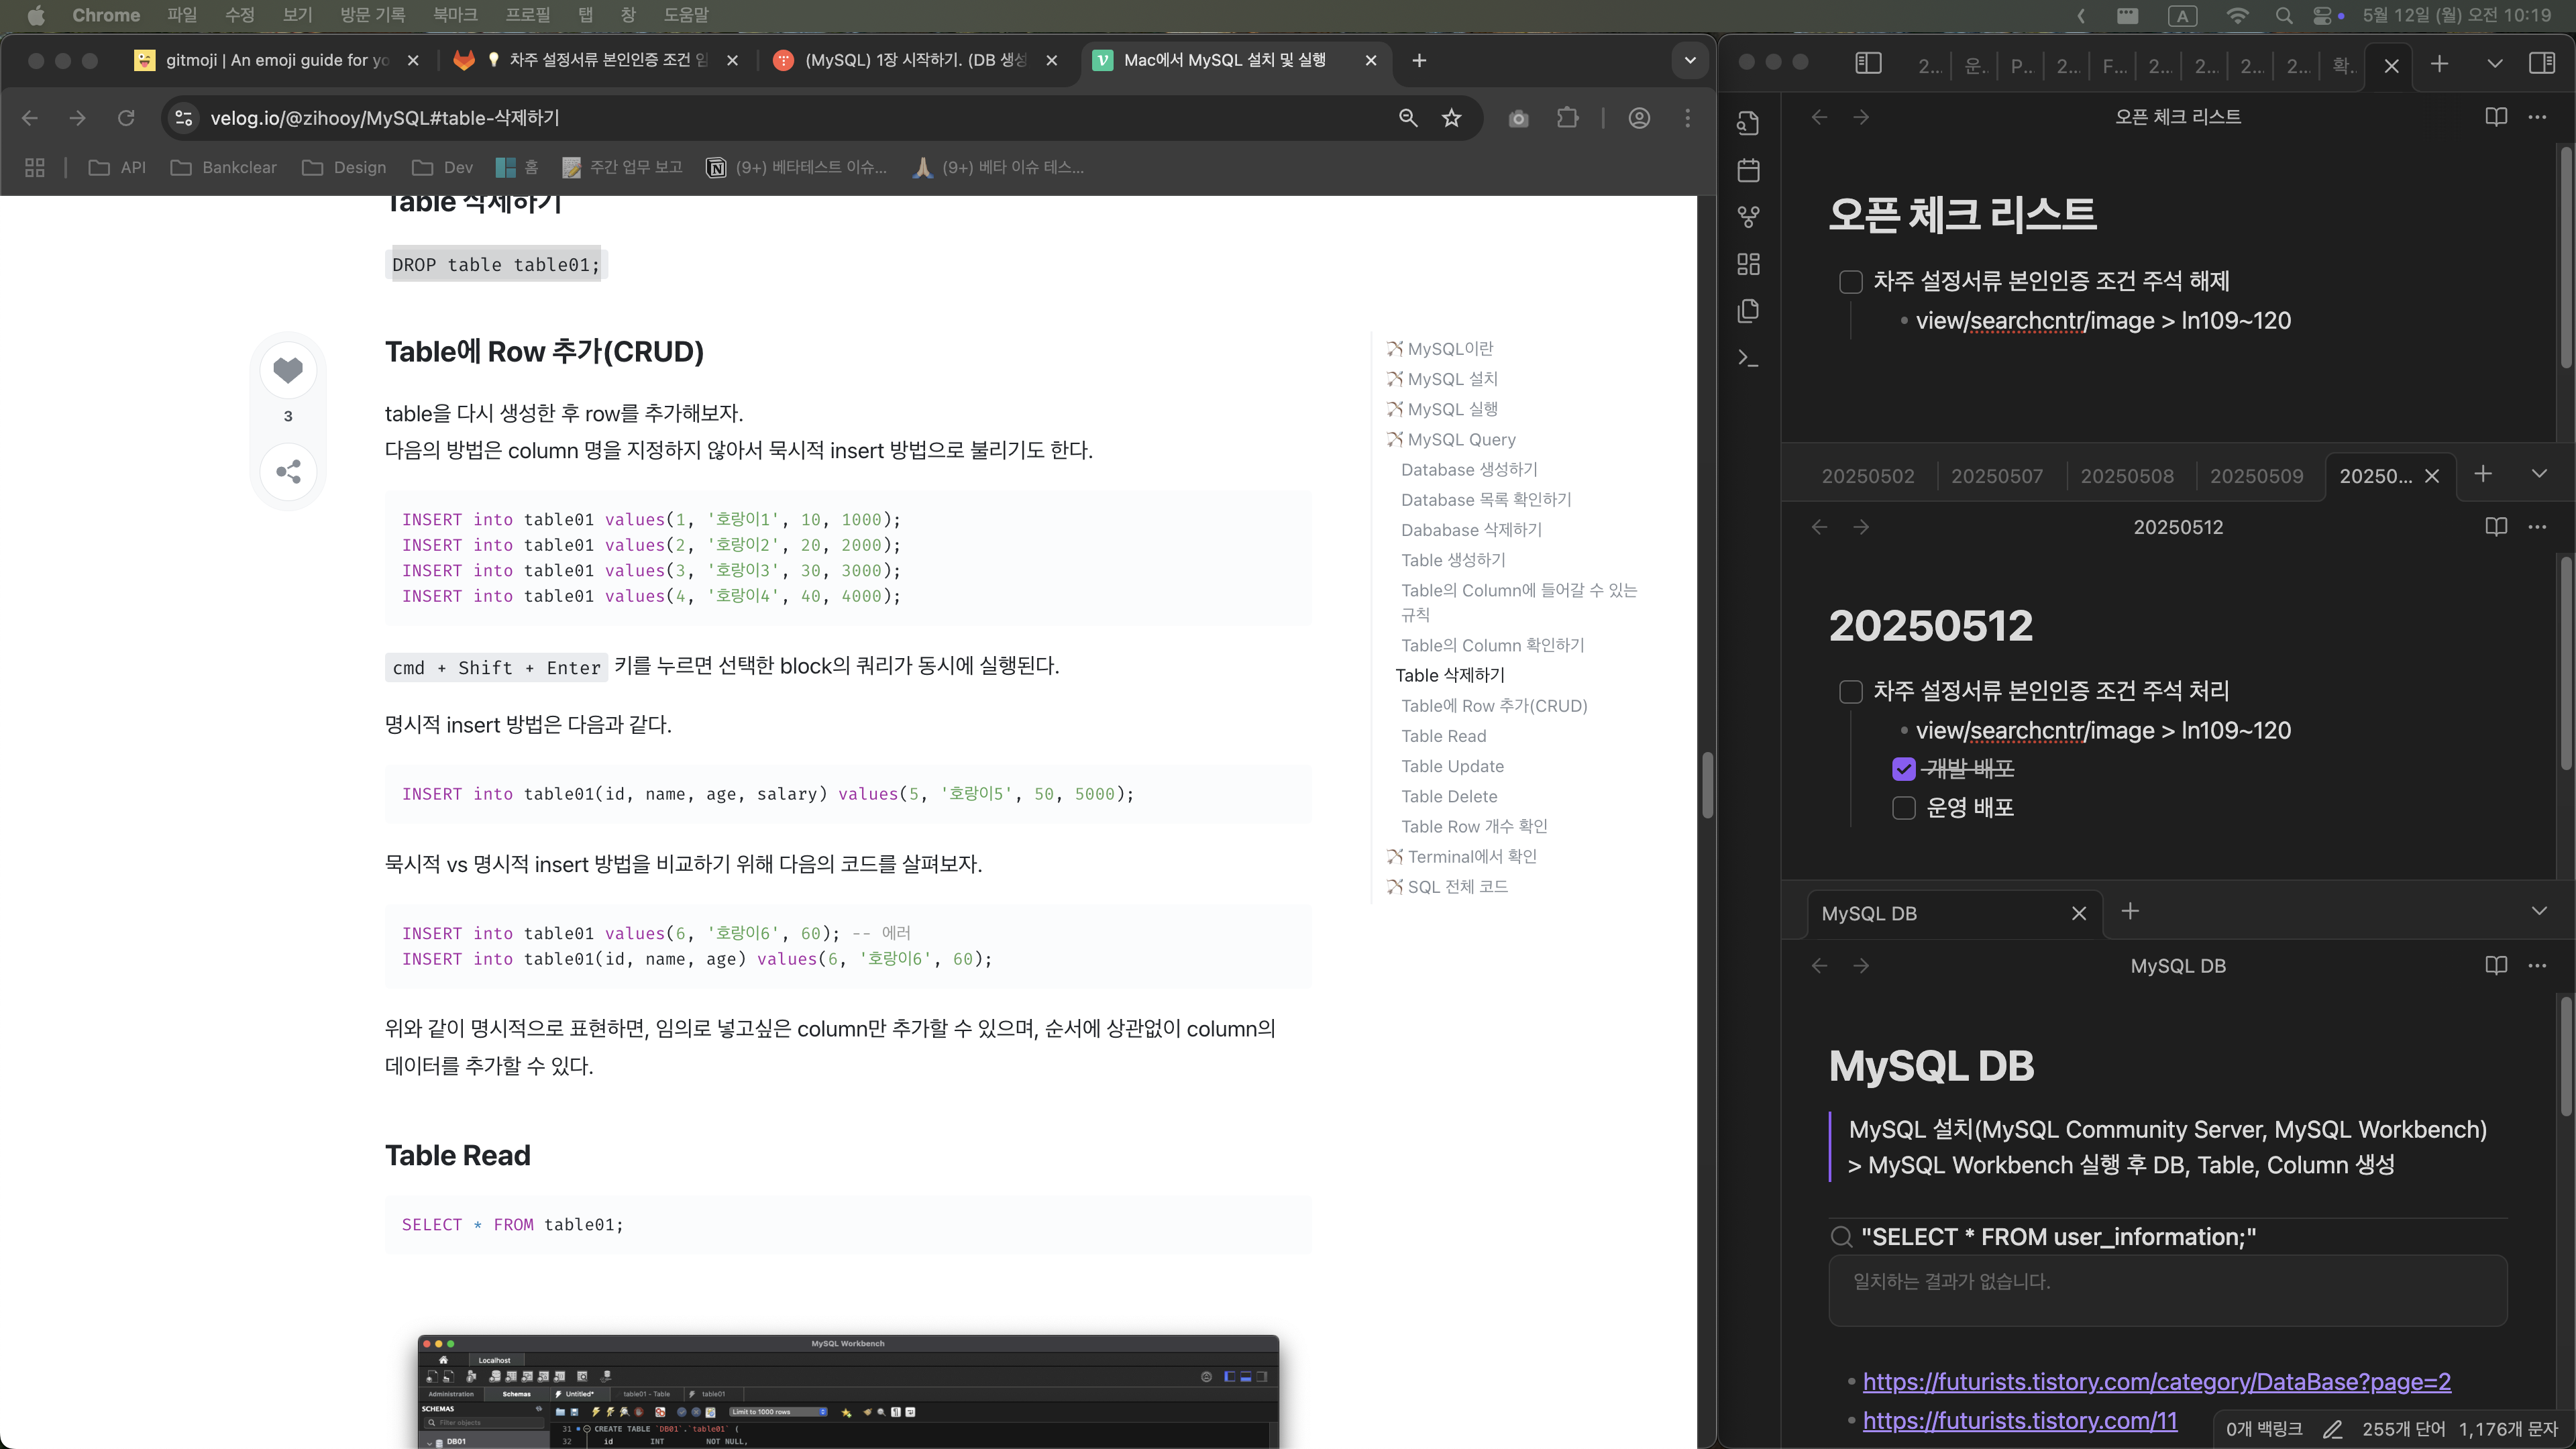 Chrome 파일 수정 보기 방문 기록 북마크 프로필 탭 창 도움말
A 5월 12일 (월) 오전 10:19
gitmoji | An emoji guide for yo
차주 설정서류 본인인증 조건 임
(MySQL) 1장 시작하기. (DB 생성
Mac에서 MySQL 설치 및 실행
velog.io/@zihooy/MySQL#table-삭제하기
API Bankclear Design Dev 홈 주간 업무 보고 (9+) 베타테스트 이슈... (9+) 베타 이슈 테스...
Table 삭제하기
DROP table table01;
3
Table에 Row 추가(CRUD)
table을 다시 생성한 후 row를 추가해보자.
다음의 방법은 column 명을 지정하지 않아서 묵시적 insert 방법으로 불리기도 한다.
INSERT into table01 values(1, '호랑이1', 10, 1000);
INSERT into table01 values(2, '호랑이2', 20, 2000);
INSERT into table01 values(3, '호랑이3', 30, 3000);
INSERT into table01 values(4, '호랑이4', 40, 4000);
cmd + Shift + Enter 키를 누르면 선택한 block의 쿼리가 동시에 실행된다.
명시적 insert 방법은 다음과 같다.
INSERT into table01(id, name, age, salary) values(5, '호랑이5', 50, 5000);
묵시적 vs 명시적 insert 방법을 비교하기 위해 다음의 코드를 살펴보자.
INSERT into table01 values(6, '호랑이6', 60); -- 에러
INSERT into table01(id, name, age) values(6, '호랑이6', 60);
위와 같이 명시적으로 표현하면, 임의로 넣고싶은 column만 추가할 수 있으며, 순서에 상관없이 column의
데이터를 추가할 수 있다.
Table Read
SELECT * FROM table01;
MySQL Workbench
Localhost
Administration Schemas Untitled* table01 - Table table01
SCHEMAS
Filter objects
Limit to 1000 rows
DB01
31 CREATE TABLE `DB01`.`table01` (
32 id INT NOT NULL,
MySQL이란
MySQL 설치
MySQL 실행
MySQL Query
Database 생성하기
Database 목록 확인하기
Dababase 삭제하기
Table 생성하기
Table의 Column에 들어갈 수 있는
규칙
Table의 Column 확인하기
Table 삭제하기
Table에 Row 추가(CRUD)
Table Read
Table Update
Table Delete
Table Row 개수 확인
Terminal에서 확인
SQL 전체 코드
2... 운.. P... 2... F... 2... 2... 2... 2... 확..
오픈 체크 리스트
오픈 체크 리스트
차주 설정서류 본인인증 조건 주석 해제
view/searchcntr/image > ln109~120
20250502 20250507 20250508 20250509 20250...
20250512
20250512
차주 설정서류 본인인증 조건 주석 처리
view/searchcntr/image > ln109~120
개발 배포
운영 배포
MySQL DB
MySQL DB
MySQL DB
MySQL 설치(MySQL Community Server, MySQL Workbench)
> MySQL Workbench 실행 후 DB, Table, Column 생성
"SELECT * FROM user_information;"
일치하는 결과가 없습니다.
https://futurists.tistory.com/category/DataBase?page=2
https://futurists.tistory.com/11
0개 백링크 255개 단어 1,176개 문자